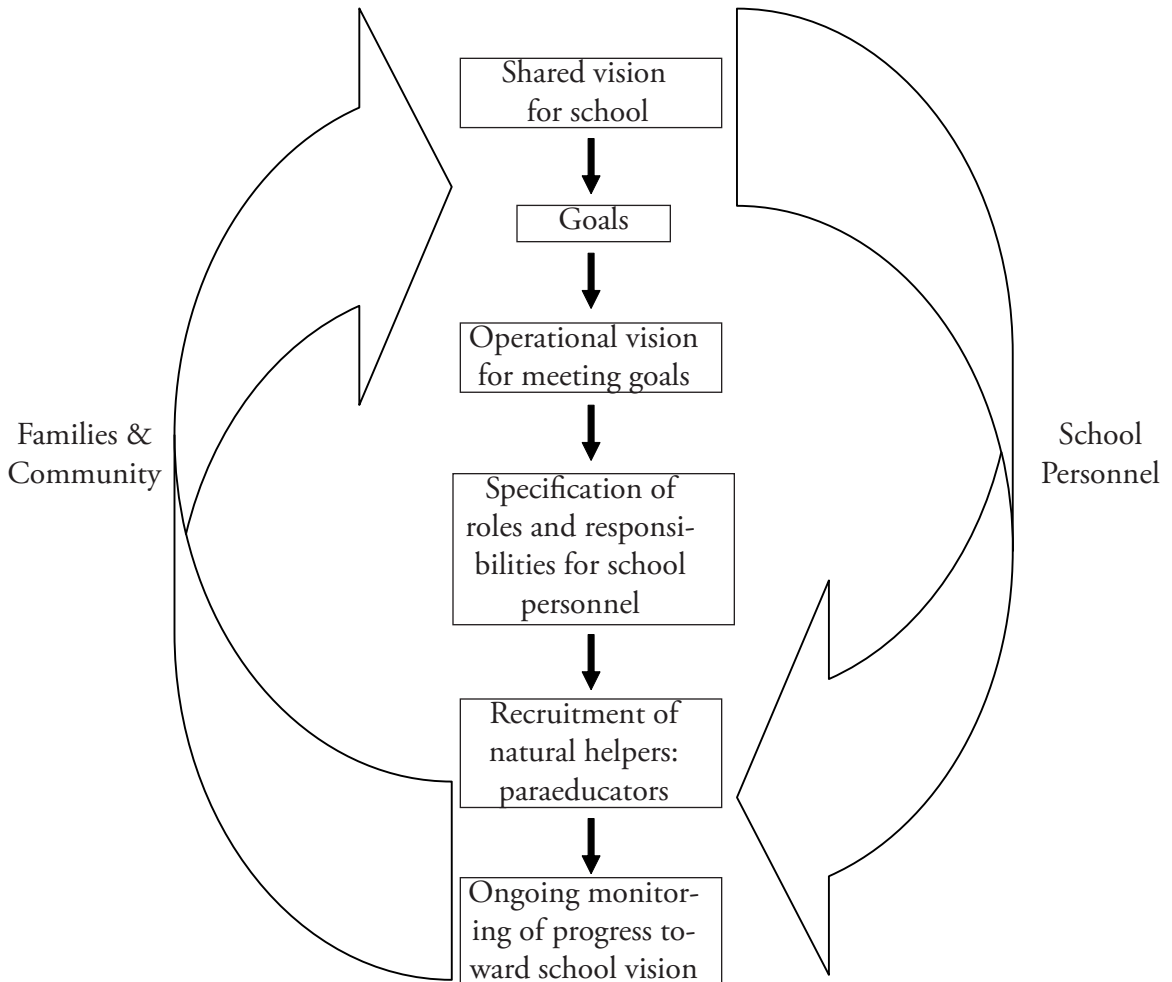 Shared vision
for school
Goals
Operational vision
for meeting goals
Families &
Community
School
Personnel
Specification of
roles and responsi-
bilities for school
personnel
Recruitment of
natural helpers:
paraeducators
Ongoing monitor-
ing of progress to-
ward school vision